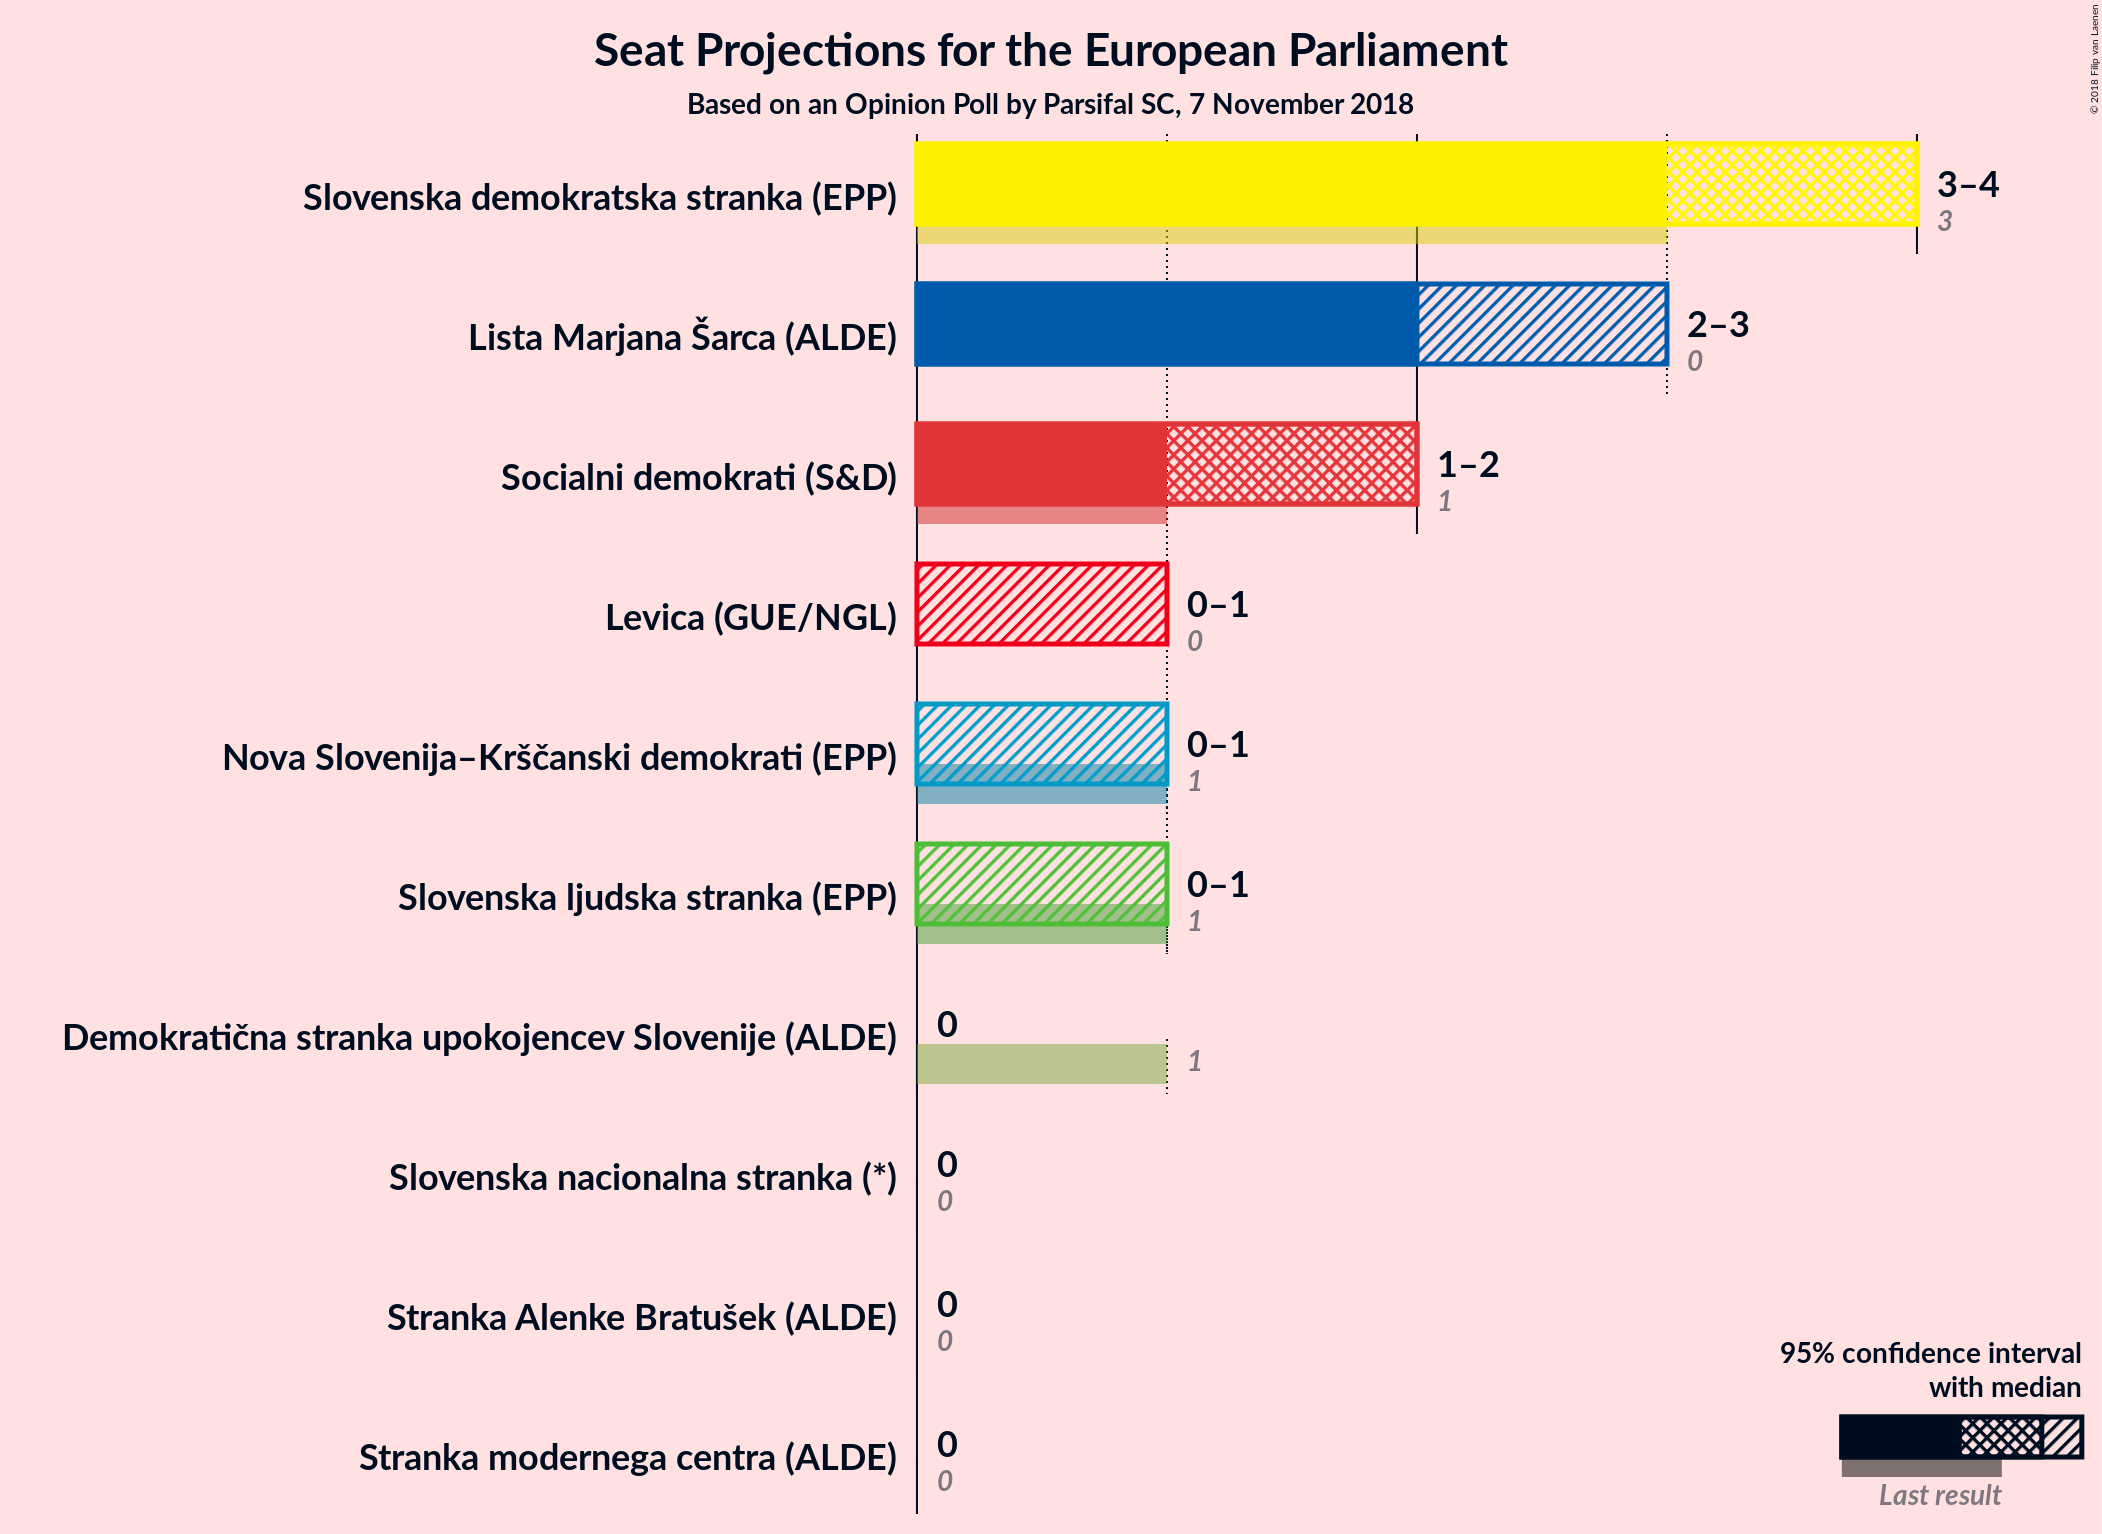 Seat Projections for the European Parliament
Based on an Opinion Poll by Parsifal SC, 7 November 2018
© 2018 Filip van Laenen
Slovenska demokratska stranka (EPP)
3–4
3
Lista Marjana Šarca (ALDE)
2–3
0
Socialni demokrati (S&D)
1–2
1
Levica (GUE/NGL)
0–1
0
Nova Slovenija–Krščanski demokrati (EPP)
0–1
1
Slovenska ljudska stranka (EPP)
0–1
1
Demokratična stranka upokojencev Slovenije (ALDE)
0
1
Slovenska nacionalna stranka (*)
0
0
Stranka Alenke Bratušek (ALDE)
0
0
Stranka modernega centra (ALDE)
0
0
95% confidence interval
with median
Last result